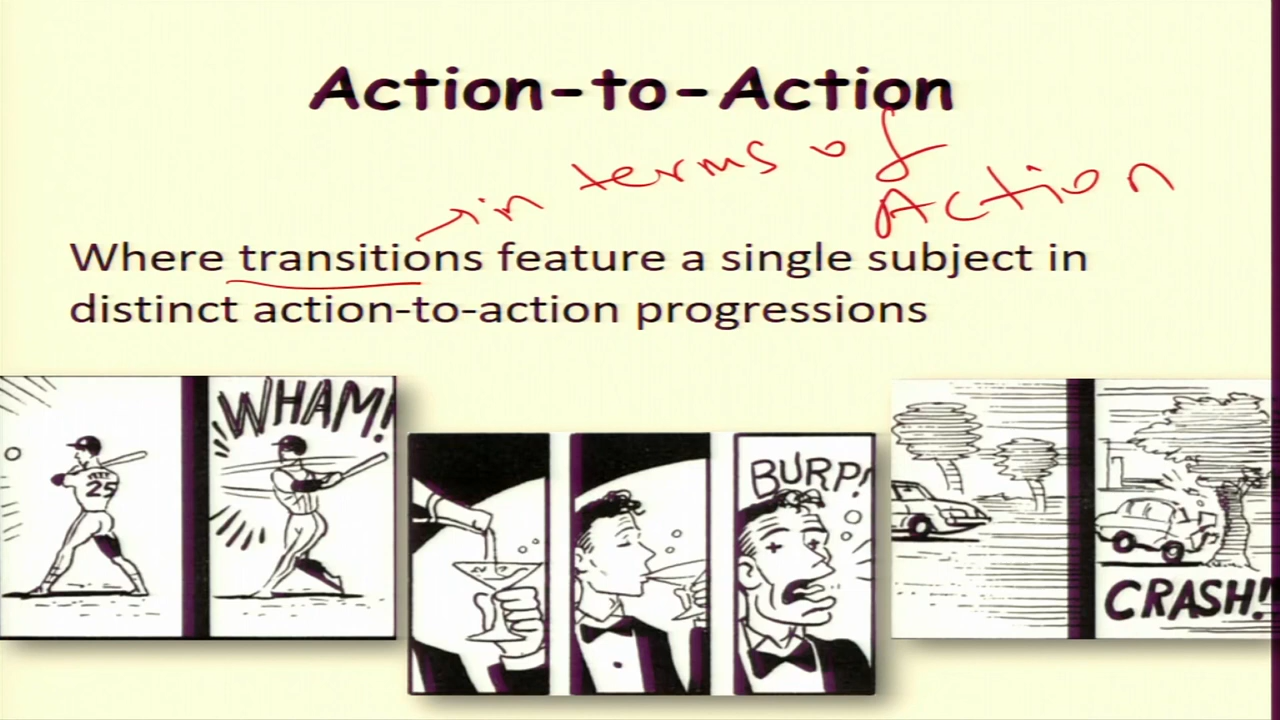 Action-to-Action
→ in terms of
Action
Where transitions feature a single subject in
distinct action-to-action progressions
WHAM!
25
BURP!
CRASH!